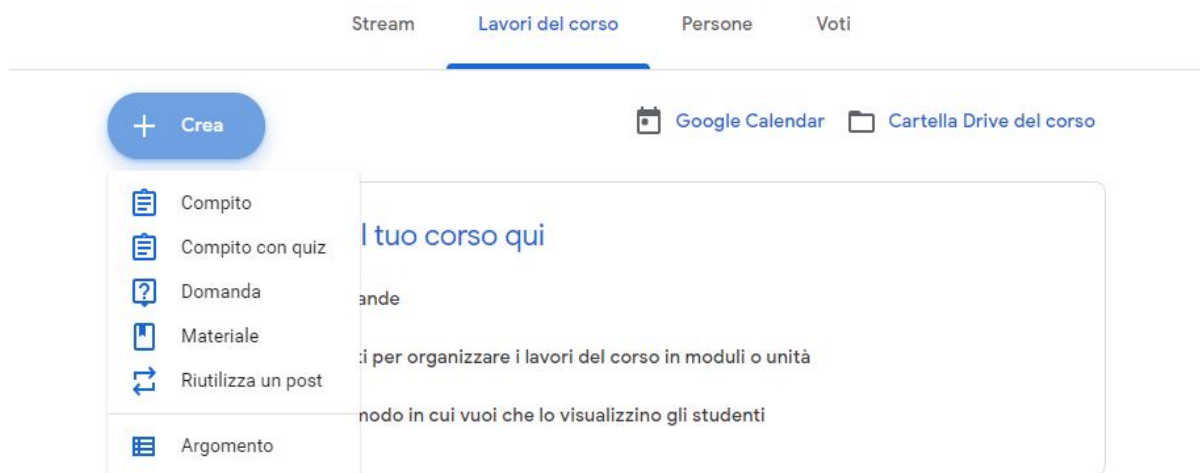 Stream Lavori del corso Persone Voti
Crea
Google Calendar Cartella Drive del corso
Compito
Compito con quiz
Domanda
Materiale
Riutilizza un post
Argomento
l tuo corso qui
ande
ti per organizzare i lavori del corso in moduli o unità
modo in cui vuoi che lo visualizzino gli studenti